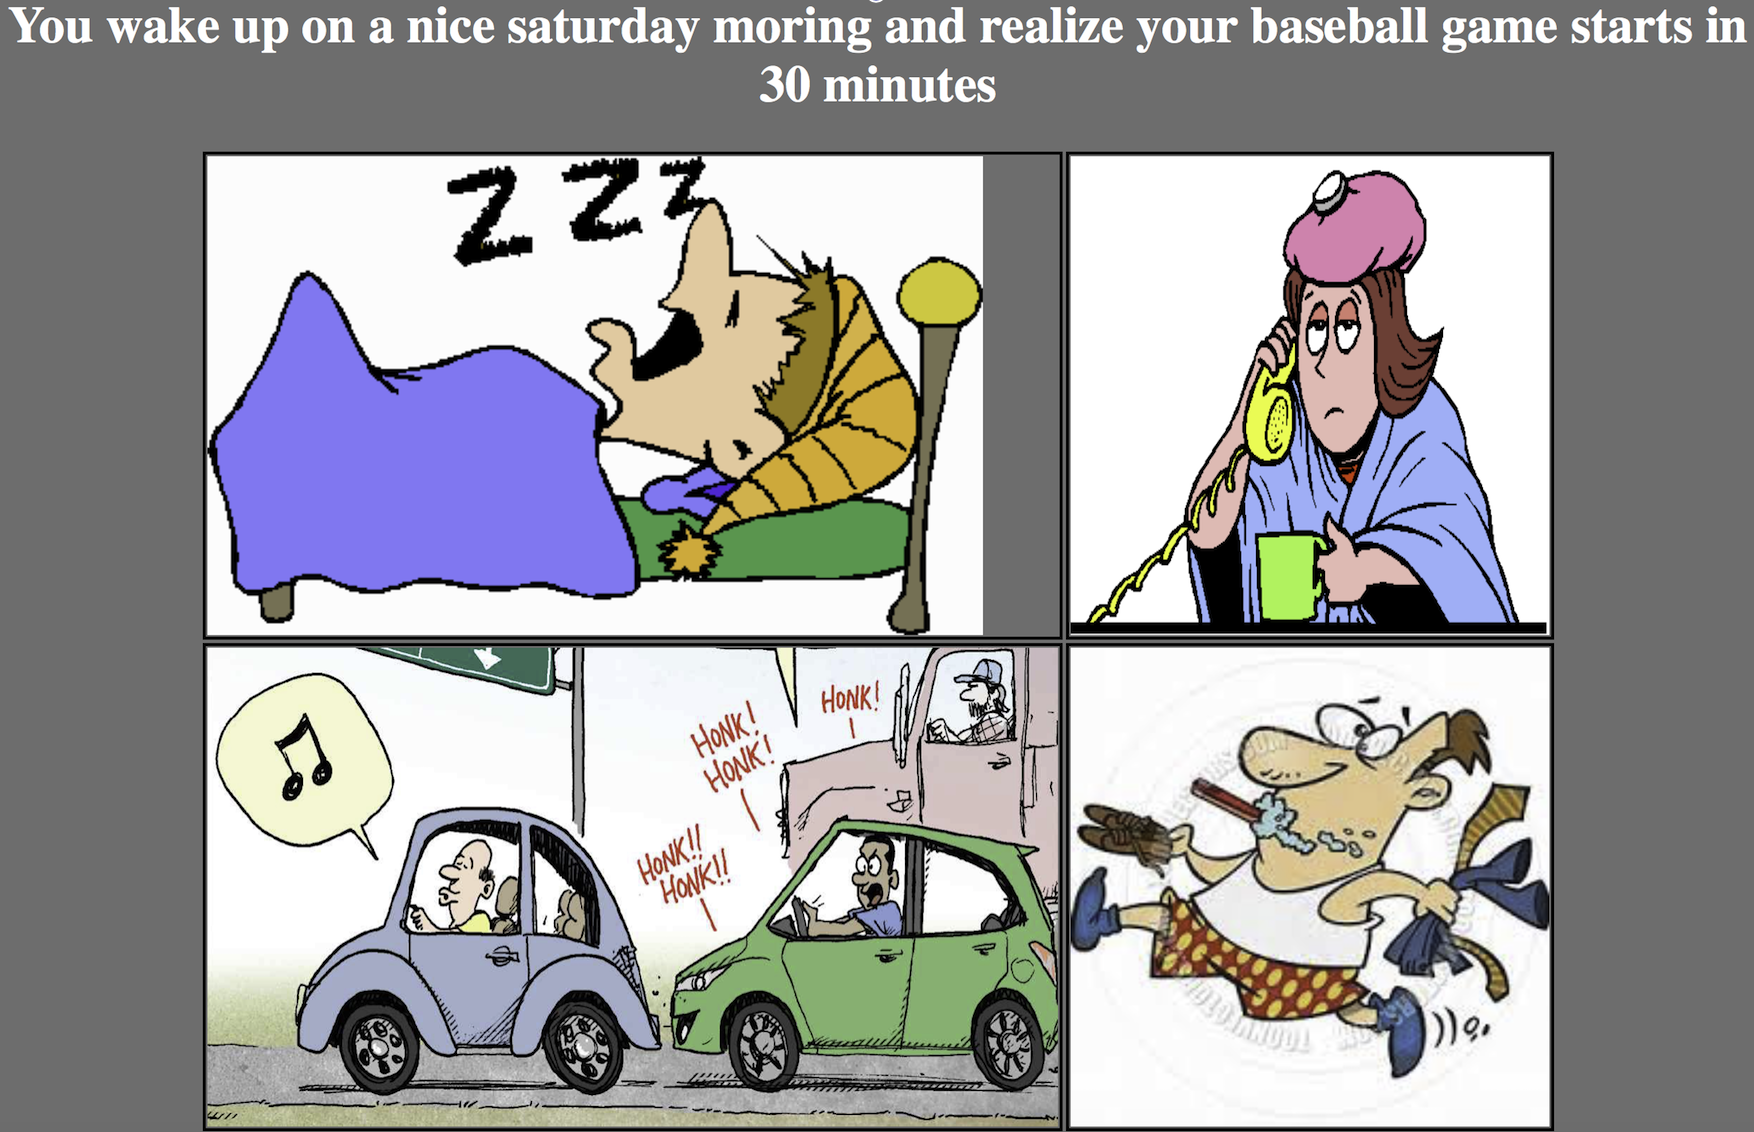 You wake up on a nice saturday moring and realize your baseball game starts in
30 minutes
Z Z Z
HONK!
HONK!
HONK!
HONK!!
HONK!!